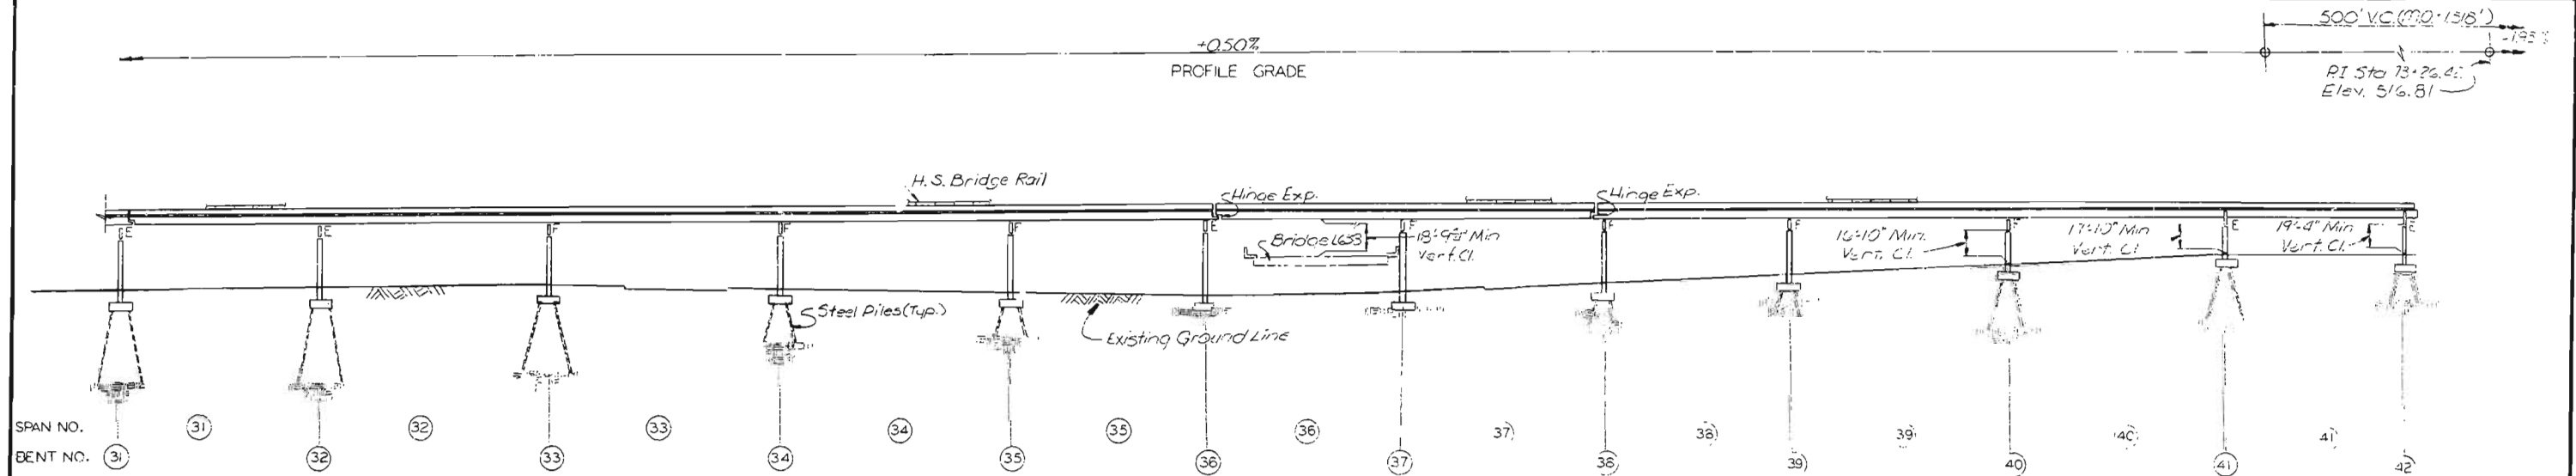 500' V.C. (M.O.=1.518')
+0.50%
PROFILE GRADE
P.I. Sta 73+26.42
Elev. 516.81
H.S. Bridge Rail
Hinge Exp.
Hinge Exp.
E E F F F E F F F F E E
Bridge L653
18'-9¾" Min
Vert. Cl.
16'-10" Min.
Vert. Cl.
17'-10" Min
Vert. Cl
19'-4" Min
Vert. Cl.
Steel Piles (Typ.)
Existing Ground Line
SPAN NO. 31 32 33 34 35 36 37 38 39 40 41
BENT NO. 31 32 33 34 35 36 37 38 39 40 41 42